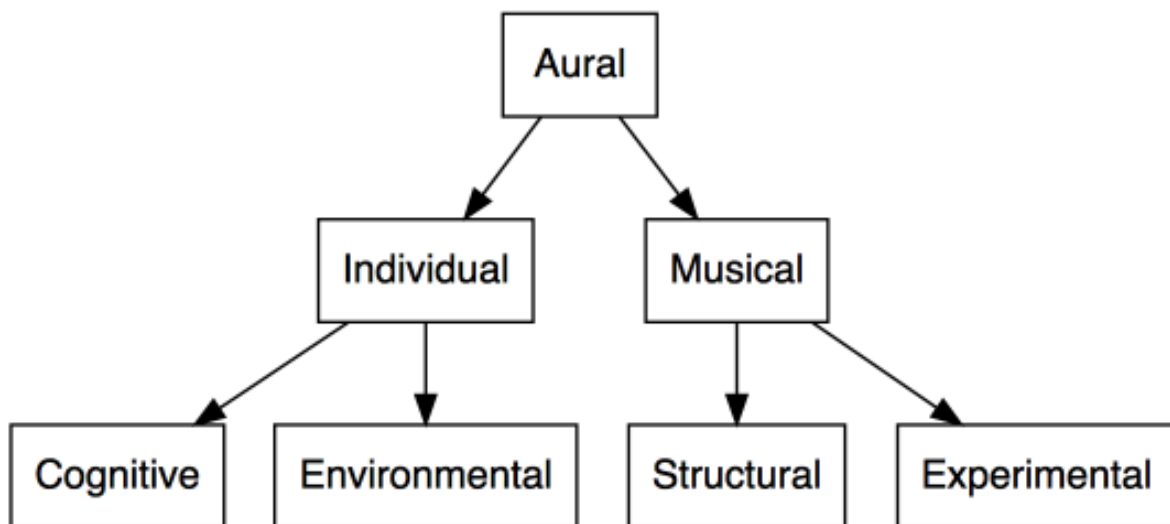 Aural
Individual Musical
Cognitive Environmental Structural Experimental